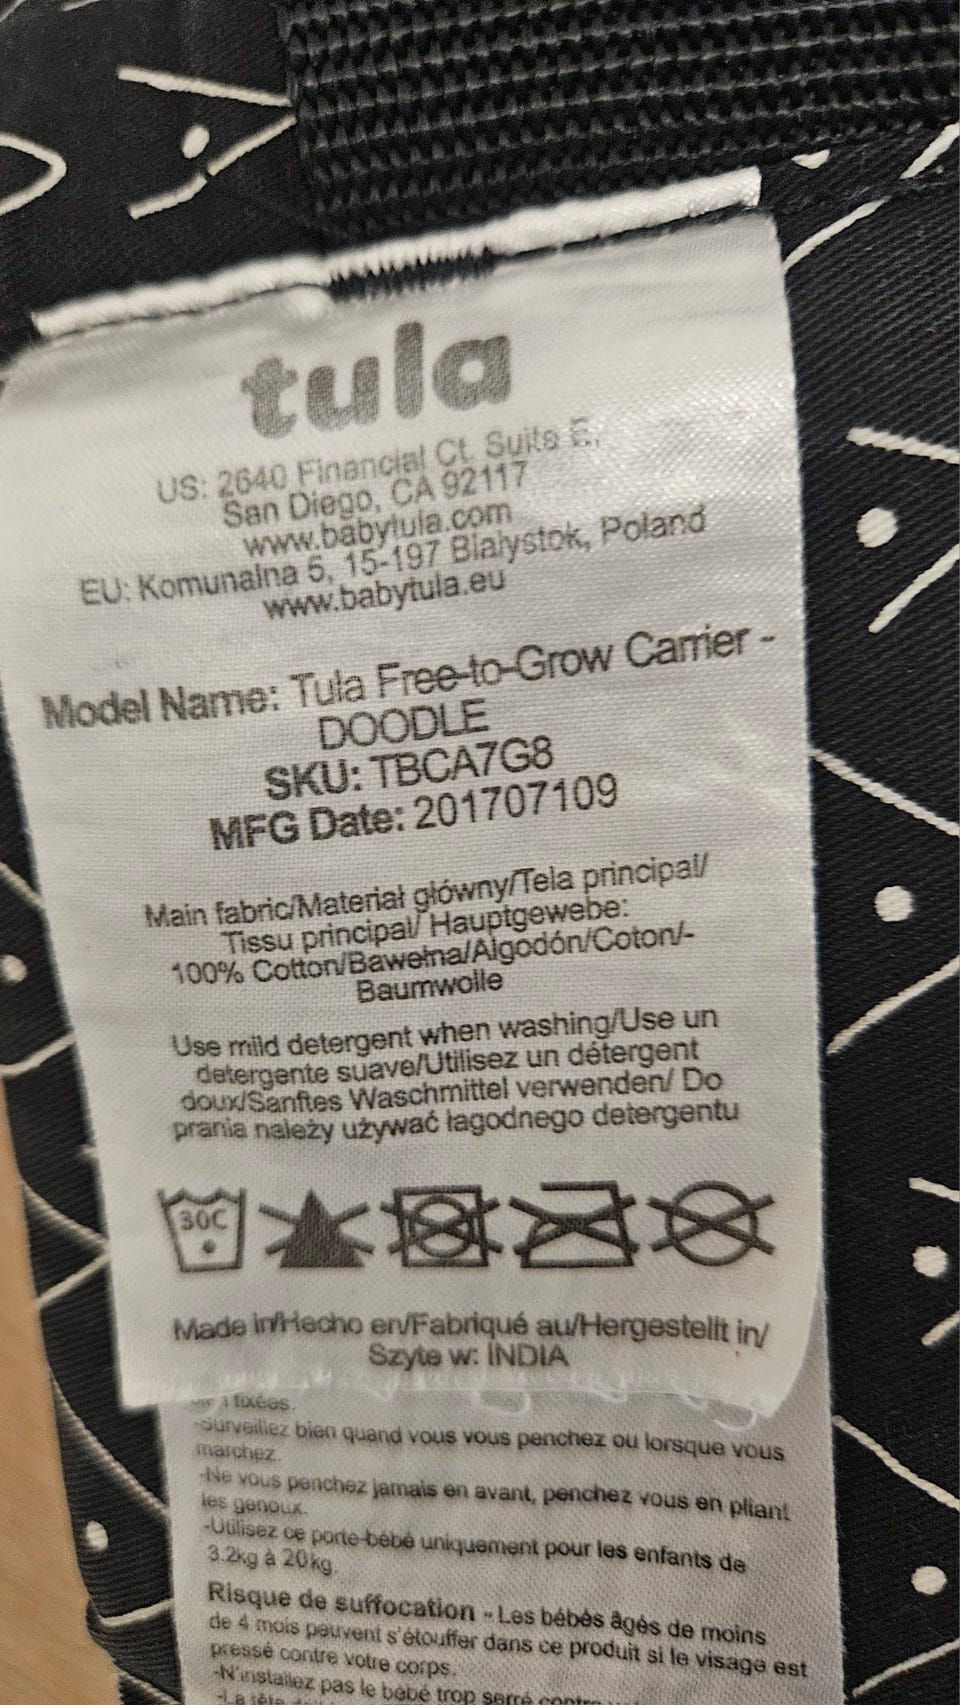 tula
US: 2640 Financial Ct. Suite E,
San Diego, CA 92117
www.babytula.com
EU: Komunalna 5, 15-197 Bialystok, Poland
www.babytula.eu
Model Name: Tula Free-to-Grow Carrier -
DOODLE
SKU: TBCA7G8
MFG Date: 201707109
Main fabric/Materiał główny/Tela principal/
Tissu principal/ Hauptgewebe:
100% Cotton/Bawełna/Algodón/Coton/-
Baumwolle
Use mild detergent when washing/Use un
detergente suave/Utilisez un détergent
doux/Sanftes Waschmittel verwenden/ Do
prania należy używać łagodnego detergentu
30C
Made in/Hecho en/Fabriqué au/Hergestellt in/
Szyte w: INDIA
fixées.
-Surveillez bien quand vous vous penchez ou lorsque vous
marchez.
-Ne vous penchez jamais en avant, penchez vous en pliant
les genoux.
-Utilisez ce porte-bébé uniquement pour les enfants de
3.2kg à 20kg.
Risque de suffocation - Les bébés âgés de moins
de 4 mois peuvent s'étouffer dans ce produit si le visage est
pressé contre votre corps.
-N'installez pas le bébé trop serré contre
-La tête